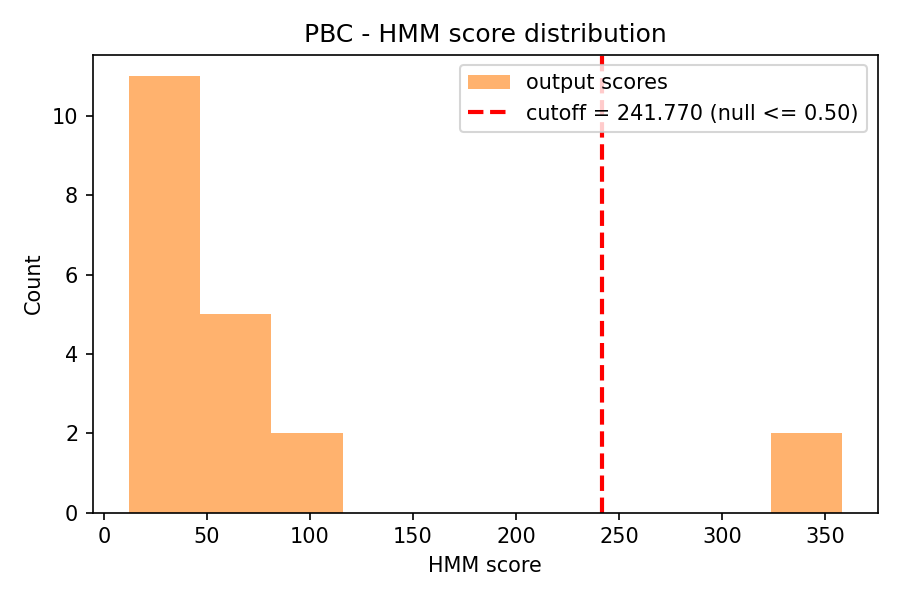 PBC - HMM score distribution
output scores
cutoff = 241.770 (null <= 0.50)
10
8
6
4
2
0
Count
0 50 100 150 200 250 300 350
HMM score